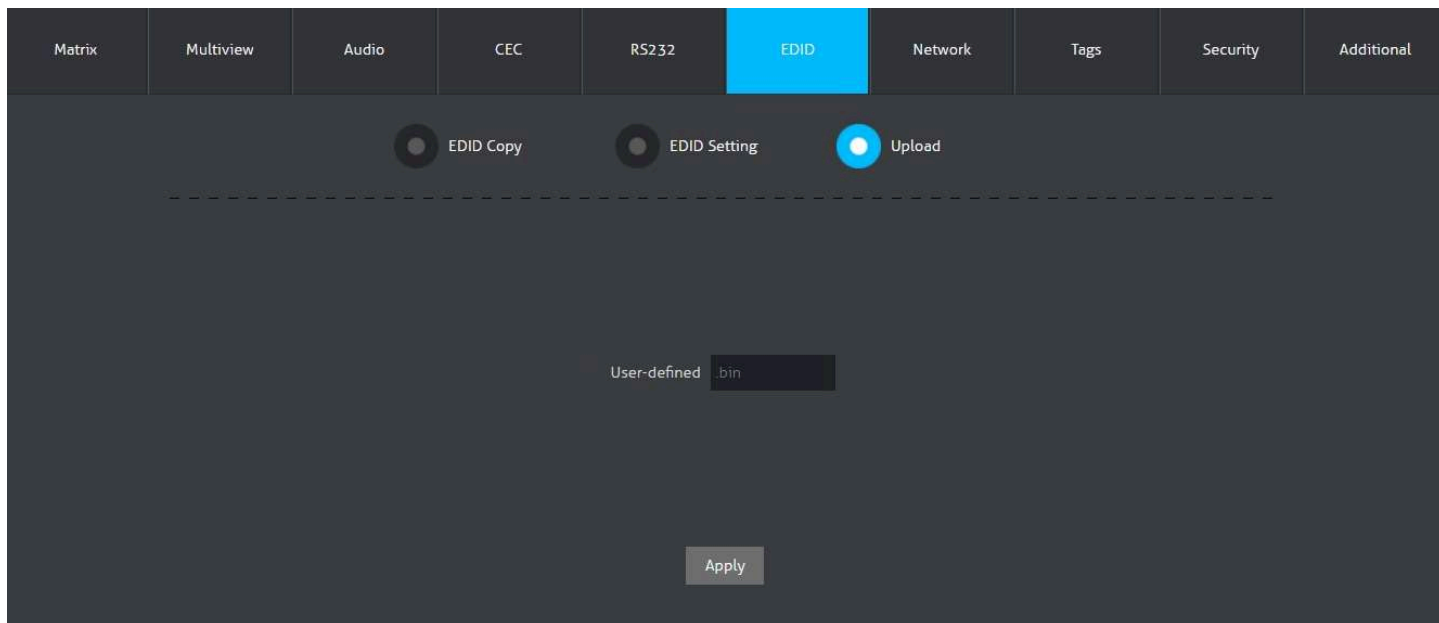 Matrix Multiview Audio CEC RS232 EDID Network Tags Security Additional
EDID Copy EDID Setting Upload
User-defined .bin
Apply